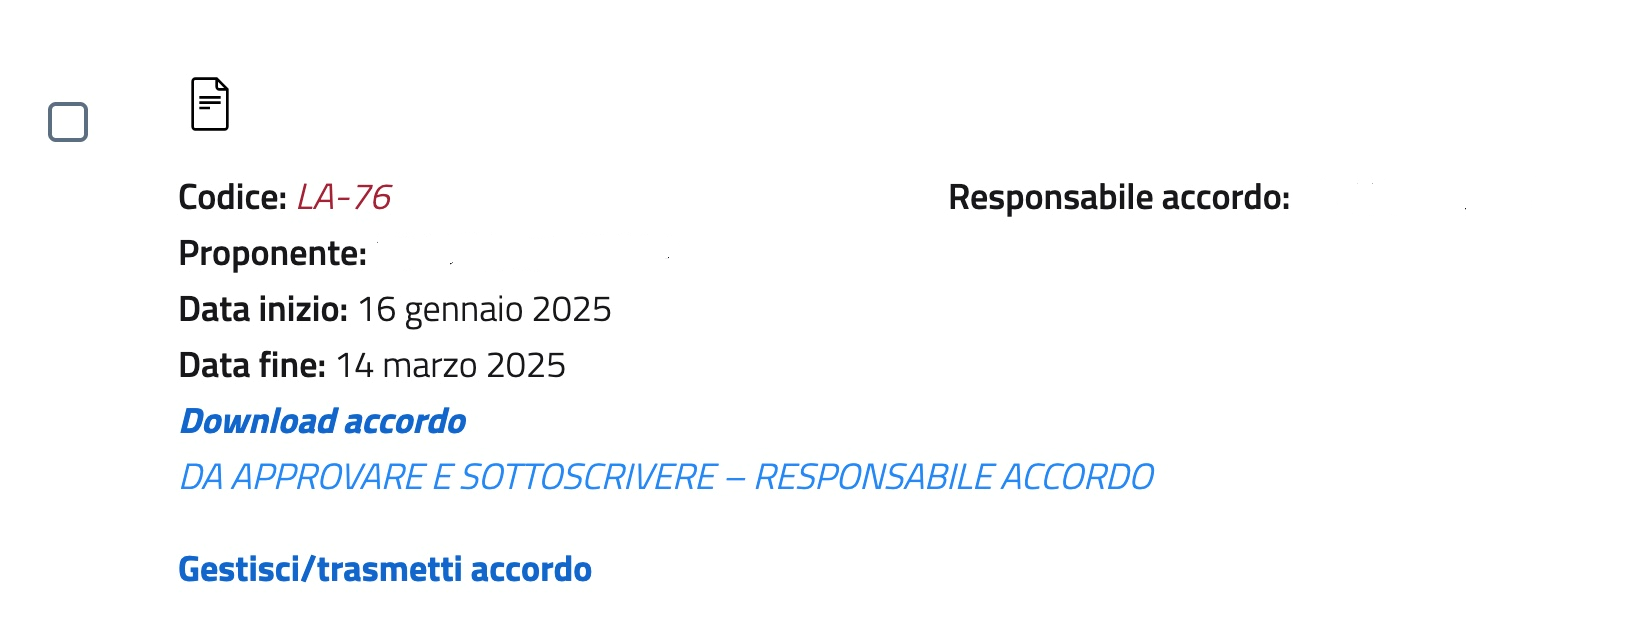 Codice: LA-76
Responsabile accordo:
Proponente:
Data inizio: 16 gennaio 2025
Data fine: 14 marzo 2025
Download accordo
DA APPROVARE E SOTTOSCRIVERE – RESPONSABILE ACCORDO
Gestisci/trasmetti accordo